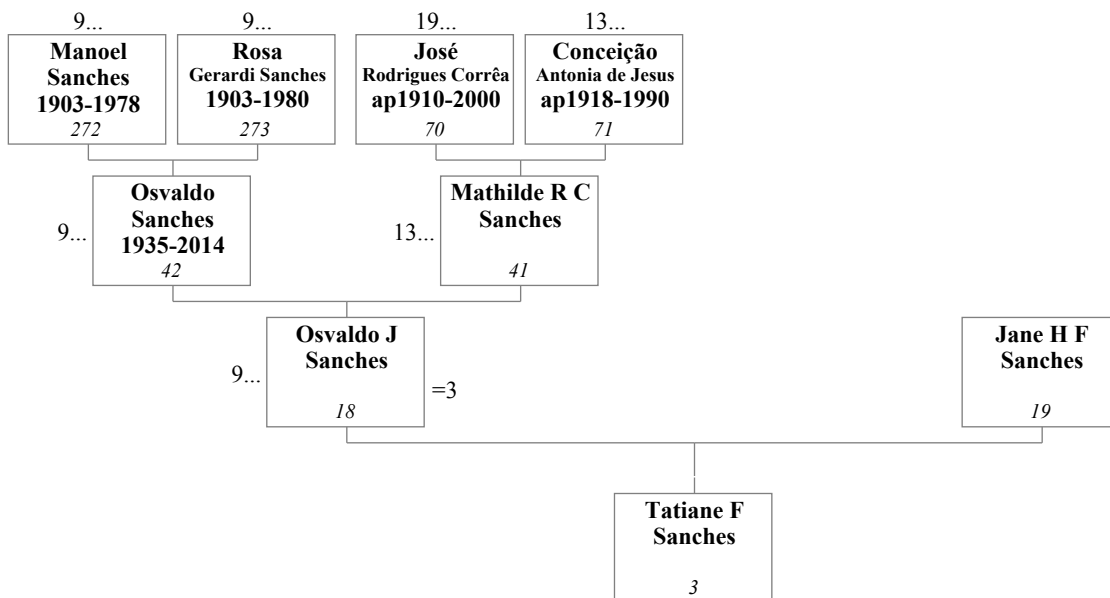 9...
9...
19...
13...
Manoel
Sanches
1903-1978
272
Rosa
Gerardi Sanches
1903-1980
273
José
Rodrigues Corrêa
ap1910-2000
70
Conceição
Antonia de Jesus
ap1918-1990
71
9...
Osvaldo
Sanches
1935-2014
42
13...
Mathilde R C
Sanches
41
9...
Osvaldo J
Sanches
18
=3
Jane H F
Sanches
19
Tatiane F
Sanches
3